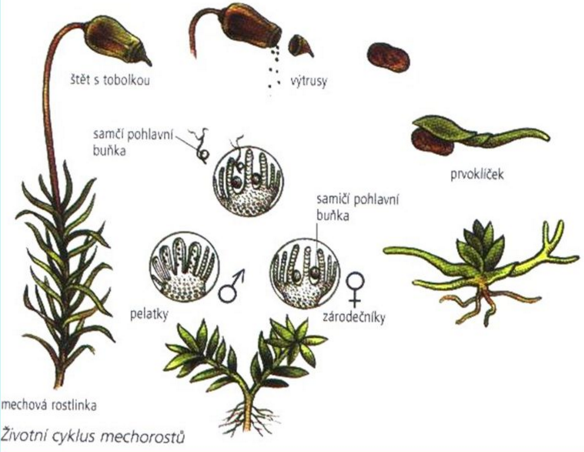 štět s tobolkou
výtrusy
samčí pohlavní
buňka
prvoklíček
samičí pohlavní
buňka
pelatky
♂
♀
zárodečníky
mechová rostlinka
Životní cyklus mechorostů